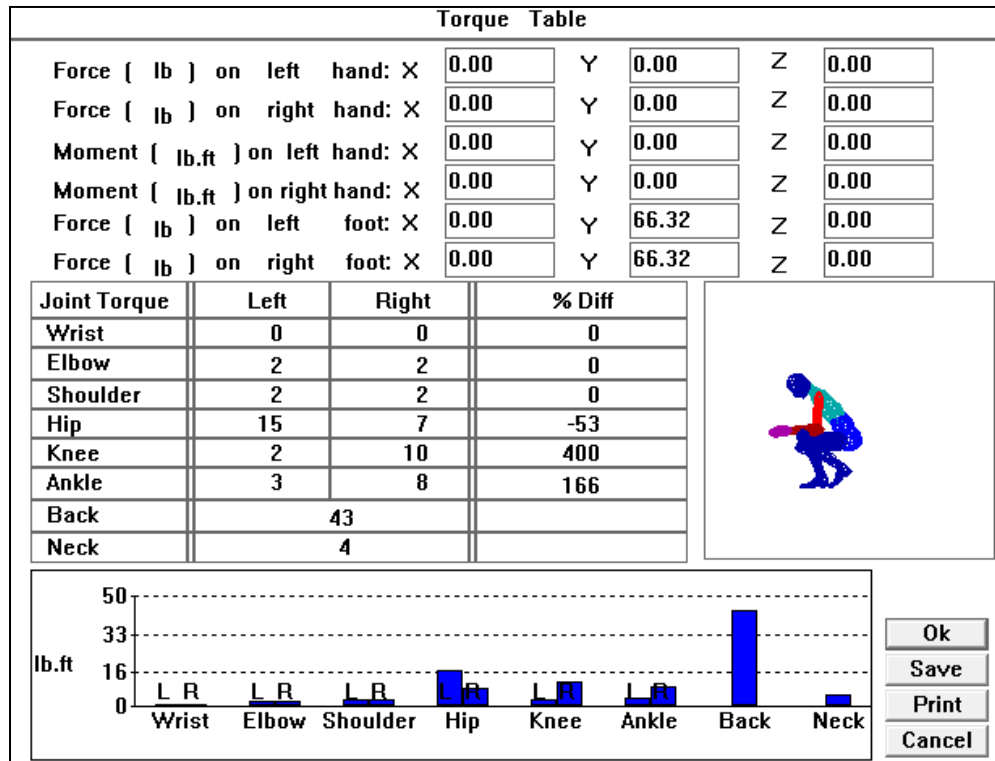 Torque Table
Force ( lb ) on left hand: X 0.00 Y 0.00 Z 0.00
Force ( lb ) on right hand: X 0.00 Y 0.00 Z 0.00
Moment ( lb.ft ) on left hand: X 0.00 Y 0.00 Z 0.00
Moment ( lb.ft ) on right hand: X 0.00 Y 0.00 Z 0.00
Force ( lb ) on left foot: X 0.00 Y 66.32 Z 0.00
Force ( lb ) on right foot: X 0.00 Y 66.32 Z 0.00
Joint Torque Left Right % Diff
Wrist 0 0 0
Elbow 2 2 0
Shoulder 2 2 0
Hip 15 7 -53
Knee 2 10 400
Ankle 3 8 166
Back 43
Neck 4
50
33
lb.ft
16
0
L R L R L R L R L R L R
Wrist Elbow Shoulder Hip Knee Ankle Back Neck
Ok
Save
Print
Cancel